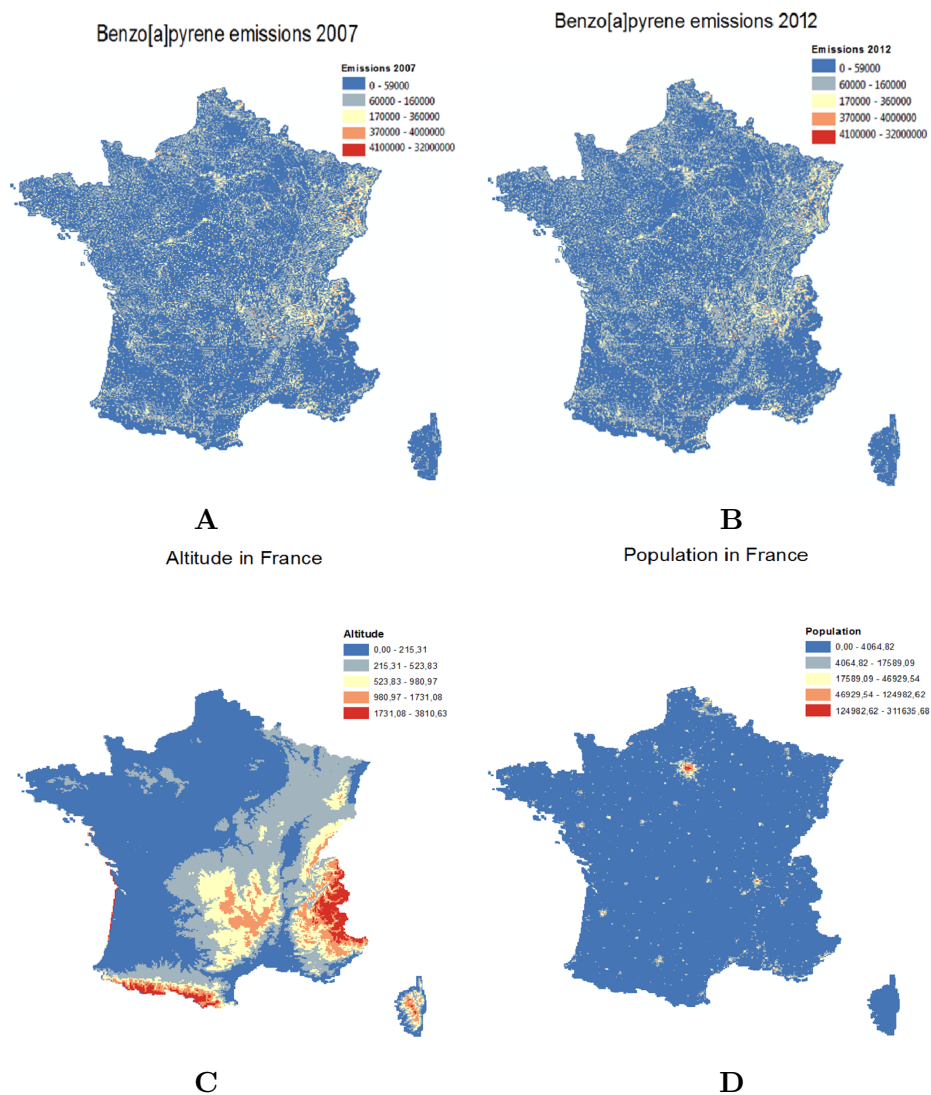 Benzo[a]pyrene emissions 2007
Emissions 2007
0 - 59000
60000 - 160000
170000 - 360000
370000 - 4000000
4100000 - 32000000
A
Benzo[a]pyrene emissions 2012
Emissions 2012
0 - 59000
60000 - 160000
170000 - 360000
370000 - 4000000
4100000 - 32000000
B
Altitude in France
Altitude
0,00 - 215,31
215,31 - 523,83
523,83 - 980,97
980,97 - 1731,08
1731,08 - 3810,63
C
Population in France
Population
0,00 - 4064,82
4064,82 - 17589,09
17589,09 - 46929,54
46929,54 - 124982,62
124982,62 - 311635,68
D